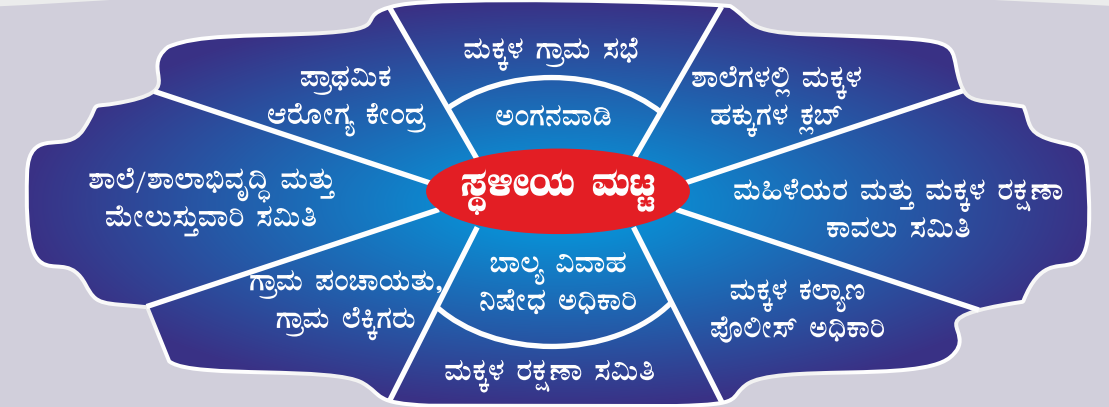 ಮಕ್ಕಳ ಗ್ರಾಮ ಸಭೆ
ಅಂಗನವಾಡಿ
ಶಾಲೆಗಳಲ್ಲಿ ಮಕ್ಕಳ
ಹಕ್ಕುಗಳ ಕ್ಲಬ್
ಮಹಿಳೆಯರ ಮತ್ತು ಮಕ್ಕಳ ರಕ್ಷಣಾ
ಕಾವಲು ಸಮಿತಿ
ಮಕ್ಕಳ ಕಲ್ಯಾಣ
ಪೊಲೀಸ್ ಅಧಿಕಾರಿ
ಬಾಲ್ಯ ವಿವಾಹ
ನಿಷೇಧ ಅಧಿಕಾರಿ
ಮಕ್ಕಳ ರಕ್ಷಣಾ ಸಮಿತಿ
ಗ್ರಾಮ ಪಂಚಾಯತು,
ಗ್ರಾಮ ಲೆಕ್ಕಿಗರು
ಶಾಲೆ/ಶಾಲಾಭಿವೃದ್ಧಿ ಮತ್ತು
ಮೇಲುಸ್ತುವಾರಿ ಸಮಿತಿ
ಪ್ರಾಥಮಿಕ
ಆರೋಗ್ಯ ಕೇಂದ್ರ
ಸ್ಥಳೀಯ ಮಟ್ಟ